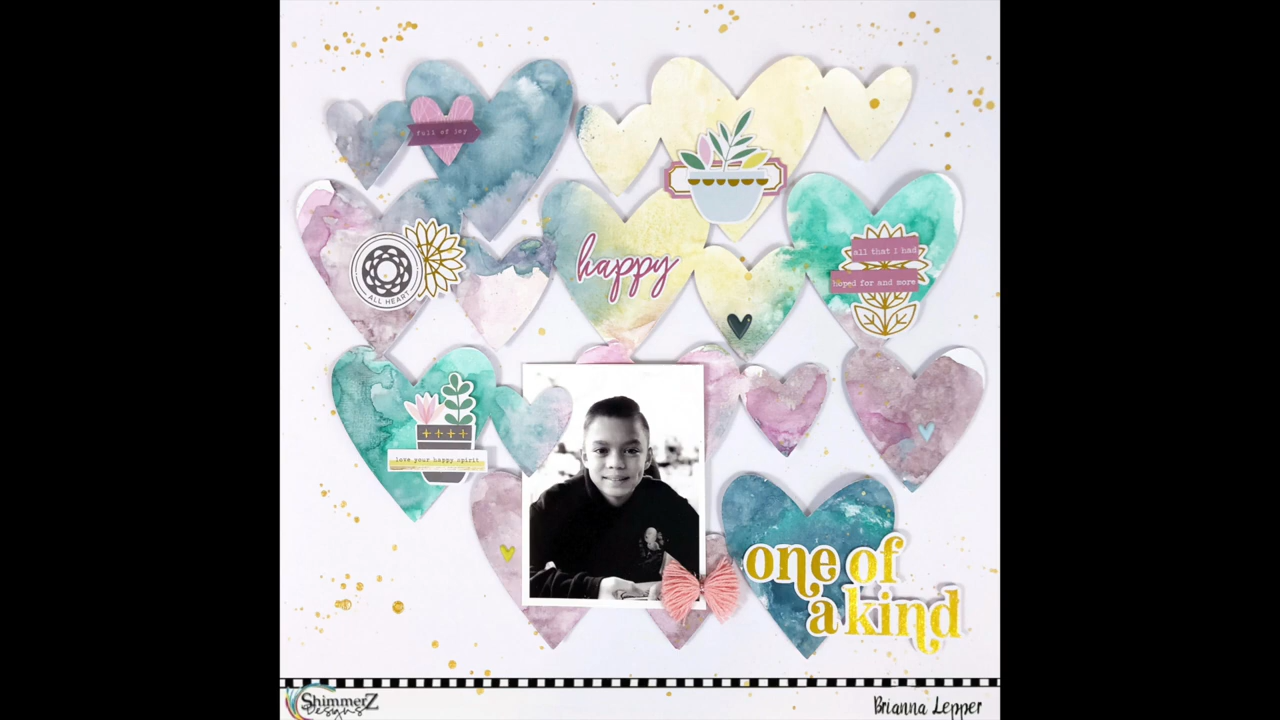 full of joy
happy
ALL HEART
all that I had
hoped for and more
love your happy spirit
one of
a kind
ShimmerZ
Designs
Brianna Lepper